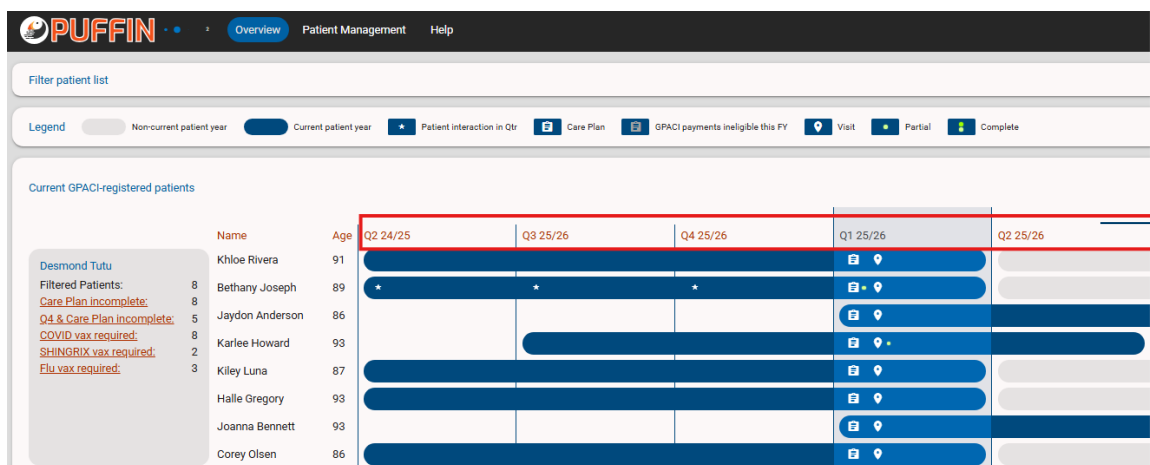 PUFFIN Overview Patient Management Help
Filter patient list
Legend Non-current patient year Current patient year Patient interaction in Qtr Care Plan GPACI payments ineligible this FY Visit Partial Complete
Current GPACI-registered patients
Name Age Q2 24/25 Q3 25/26 Q4 25/26 Q1 25/26 Q2 25/26
Desmond Tutu
Filtered Patients: 8
Care Plan incomplete: 8
Q4 & Care Plan incomplete: 5
COVID vax required: 8
SHINGRIX vax required: 2
Flu vax required: 3
Khloe Rivera 91
Bethany Joseph 89
Jaydon Anderson 86
Karlee Howard 93
Kiley Luna 87
Halle Gregory 93
Joanna Bennett 93
Corey Olsen 86